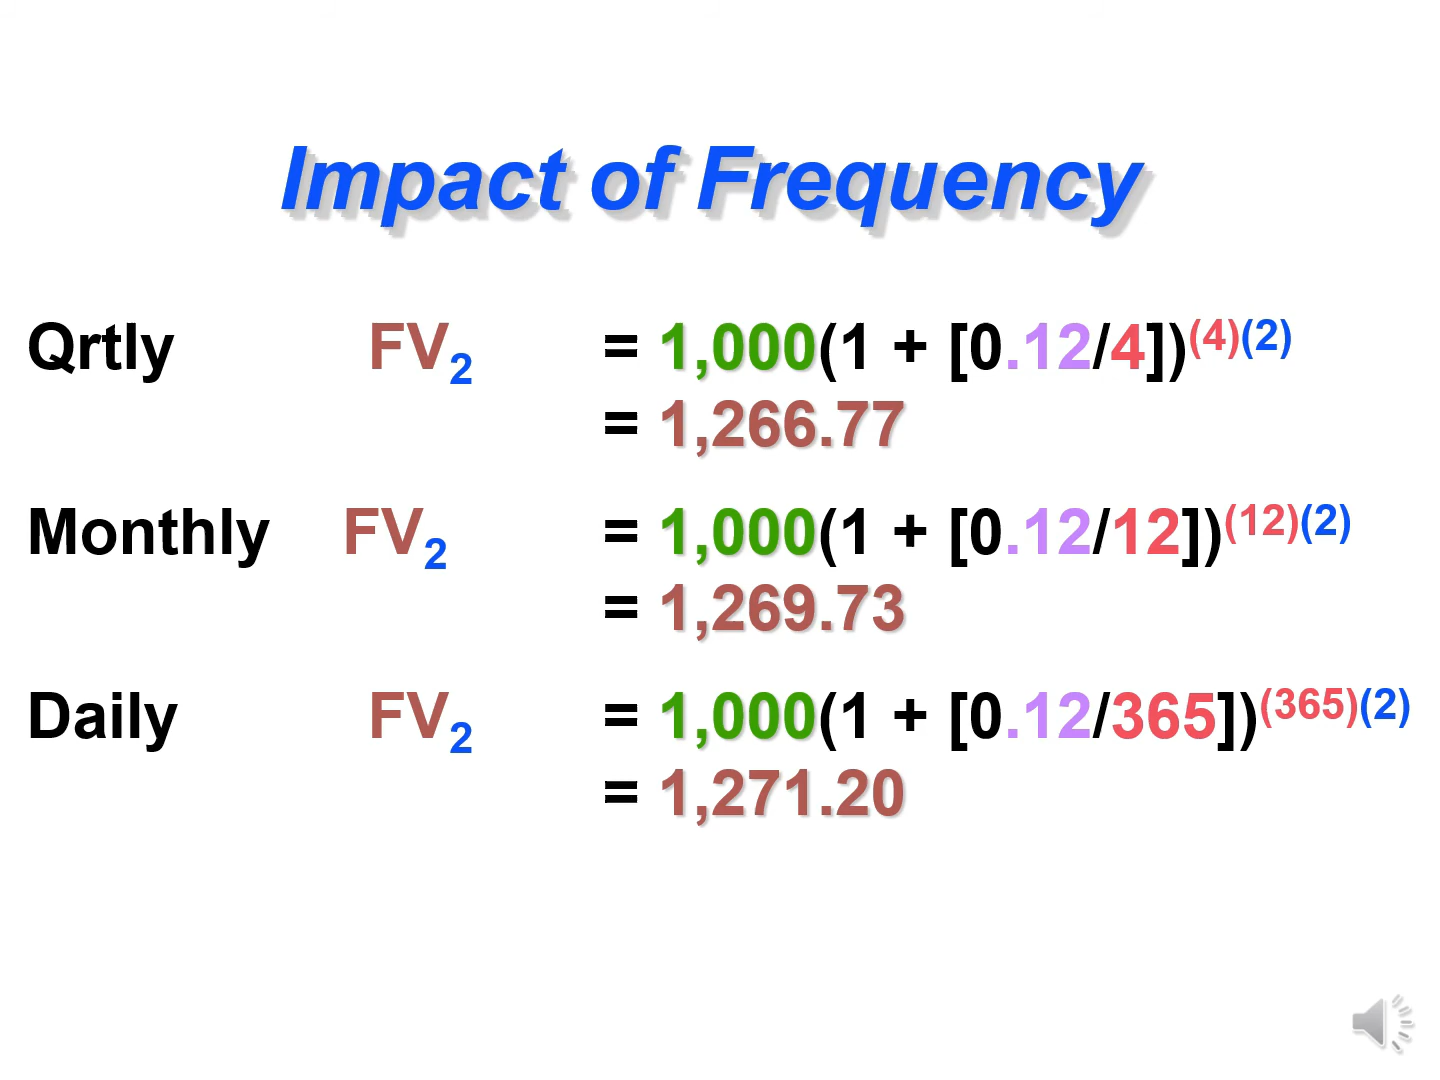 Impact of Frequency
Qrtly FV2 = 1,000(1 + [0.12/4])(4)(2)
= 1,266.77
Monthly FV2 = 1,000(1 + [0.12/12])(12)(2)
= 1,269.73
Daily FV2 = 1,000(1 + [0.12/365])(365)(2)
= 1,271.20